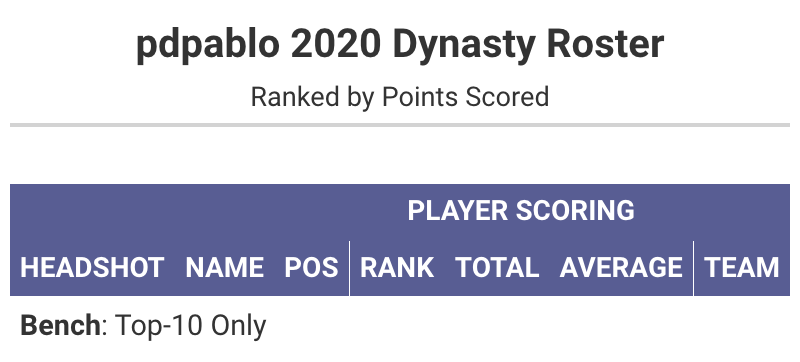 pdpablo 2020 Dynasty Roster
Ranked by Points Scored
PLAYER SCORING
HEADSHOT NAME POS RANK TOTAL AVERAGE TEAM
Bench: Top-10 Only